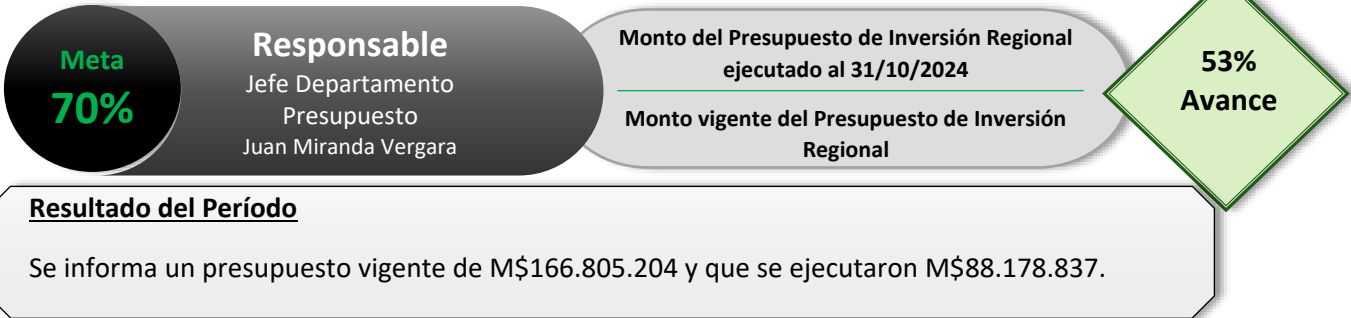 Meta
70%
Responsable
Jefe Departamento
Presupuesto
Juan Miranda Vergara
Monto del Presupuesto de Inversión Regional
ejecutado al 31/10/2024
Monto vigente del Presupuesto de Inversión
Regional
53%
Avance
Resultado del Período
Se informa un presupuesto vigente de M$166.805.204 y que se ejecutaron M$88.178.837.